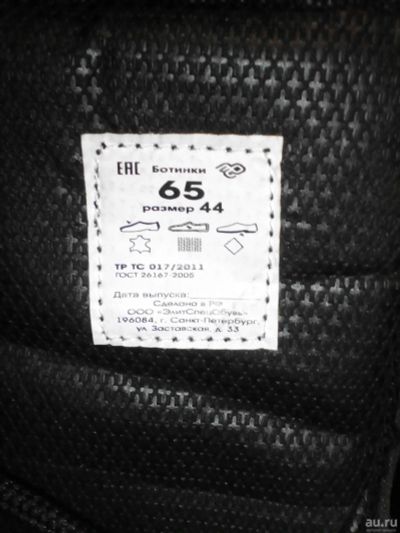 EAC Ботинки
65
размер 44
ТР ТС 017/2011
ГОСТ 26167-2005
Дата выпуска:
Сделано в РФ
ООО «ЭлитСпецОбувь»
196084, г. Санкт-Петербург,
ул. Заставская, д. 33
au.ru